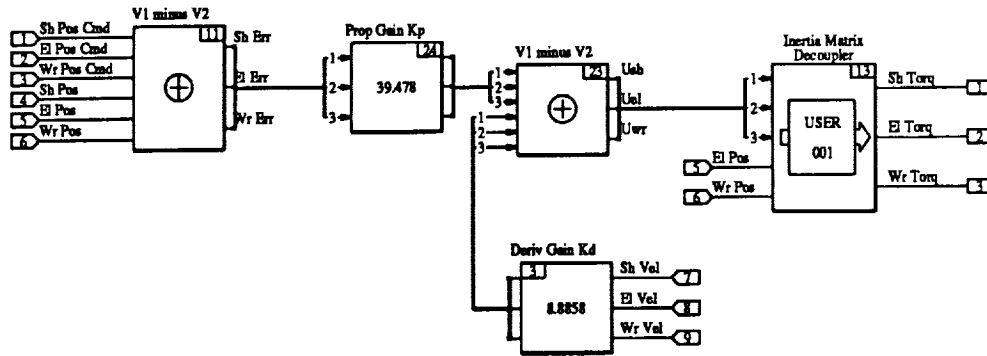 V1 minus V2
11
1 Sh Pos Cmd
2 El Pos Cmd
3 Wr Pos Cmd
4 Sh Pos
5 El Pos
6 Wr Pos
Sh Err
El Err
Wr Err
Prop Gain Kp
24
1
2
3
39.478
V1 minus V2
23
1
2
3
1
2
3
Ush
Uel
Uwr
Inertia Matrix
Decoupler
13
1
2
3
USER
001
5 El Pos
6 Wr Pos
Sh Torq 1
El Torq 2
Wr Torq 3
Deriv Gain Kd
3
8.8858
Sh Vel 7
El Vel 8
Wr Vel 9